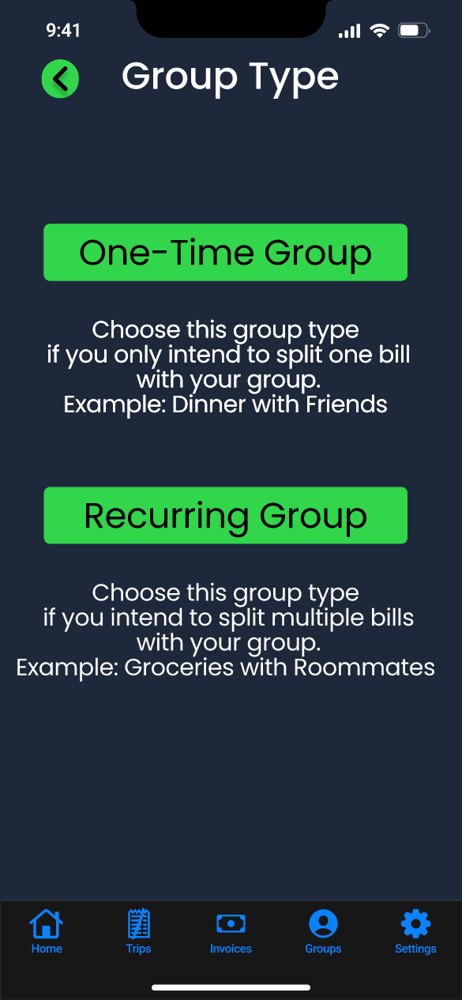 9:41
Group Type
One-Time Group
Choose this group type
if you only intend to split one bill
with your group.
Example: Dinner with Friends
Recurring Group
Choose this group type
if you intend to split multiple bills
with your group.
Example: Groceries with Roommates
Home Trips Invoices Groups Settings